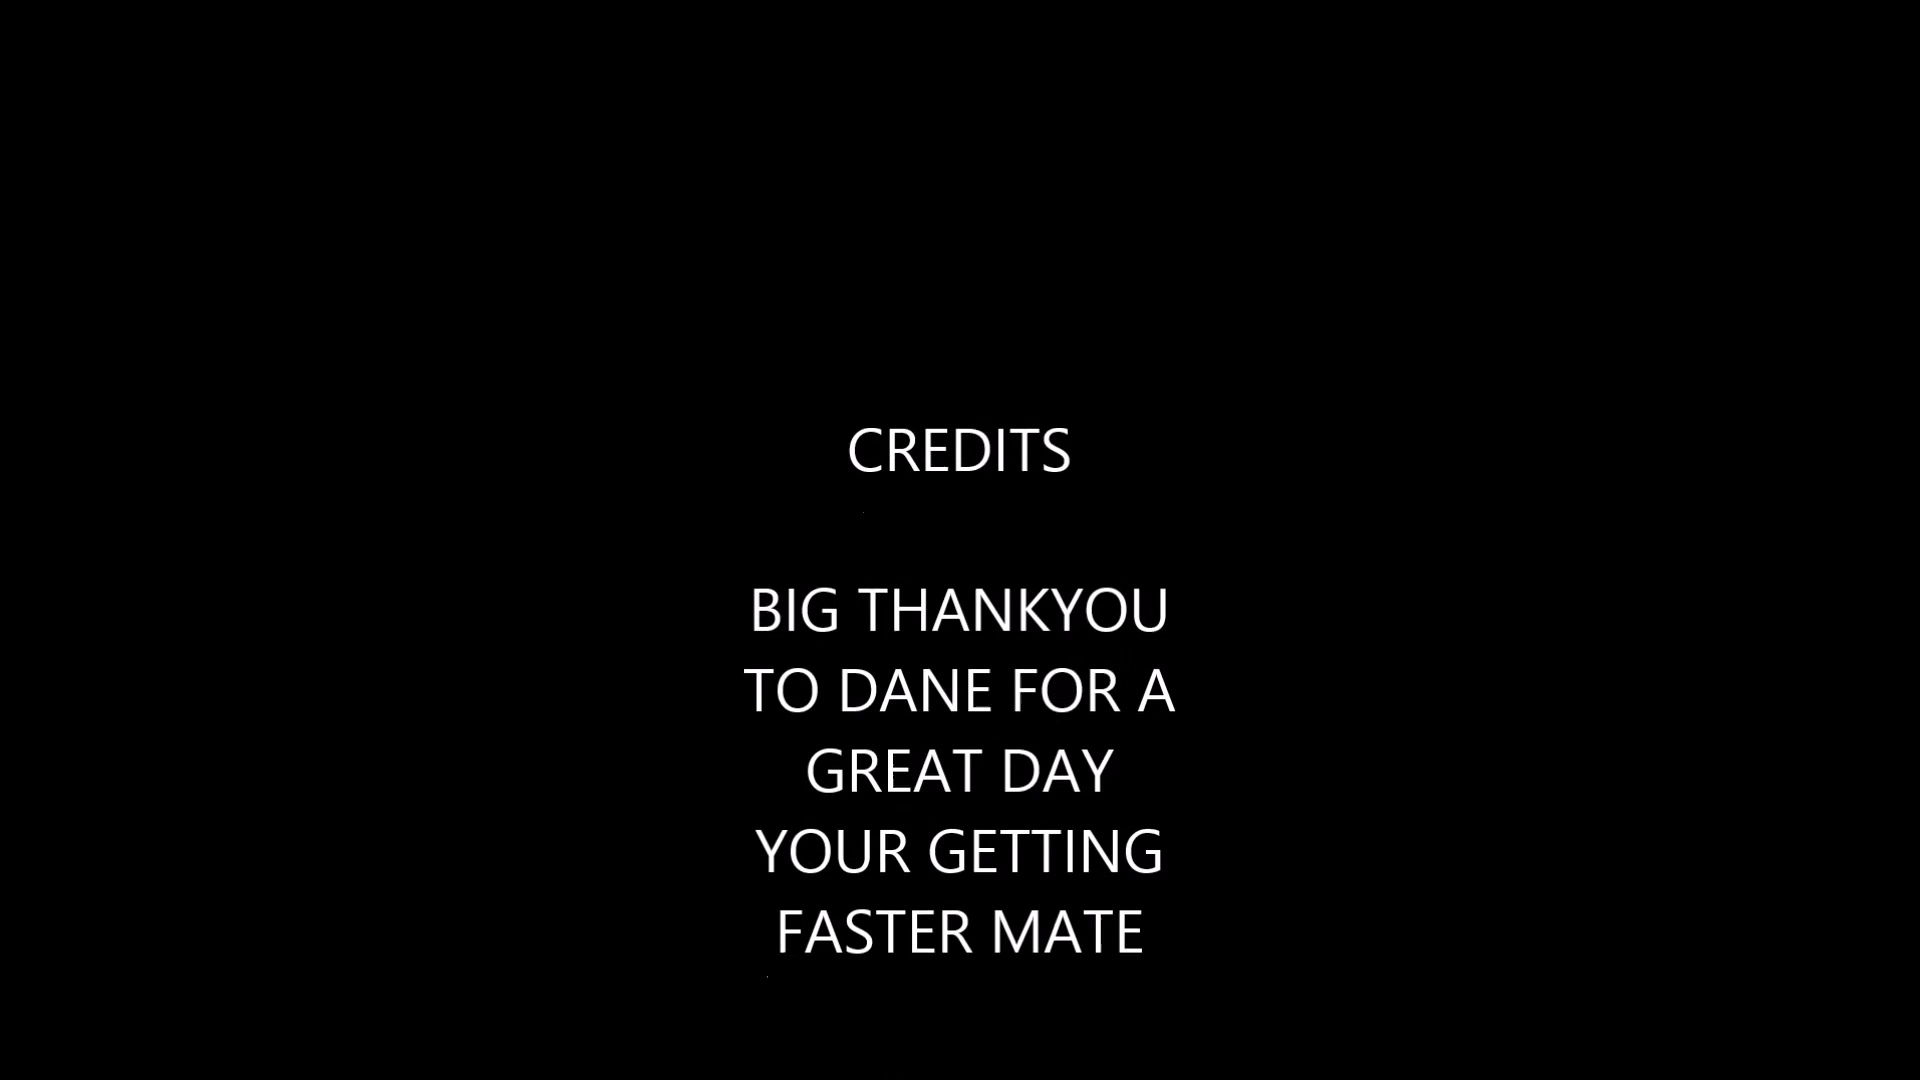 CREDITS
BIG THANKYOU
TO DANE FOR A
GREAT DAY
YOUR GETTING
FASTER MATE